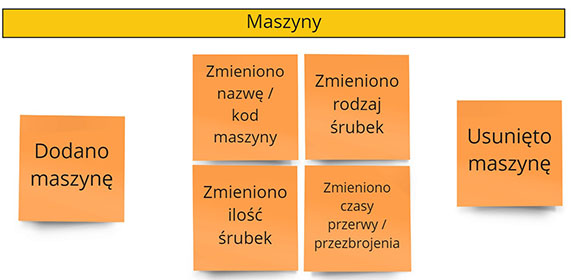 Maszyny
Dodano
maszynę
Zmieniono
nazwę /
kod
maszyny
Zmieniono
rodzaj
śrubek
Zmieniono
ilość
śrubek
Zmieniono
czasy
przerwy /
przezbrojenia
Usunięto
maszynę